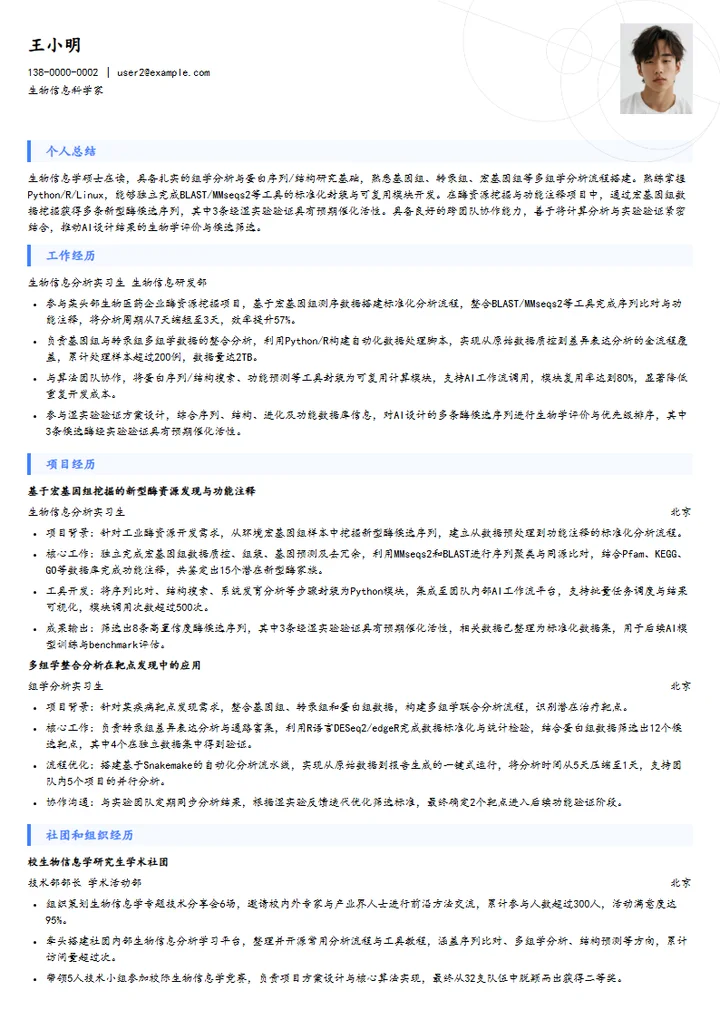 王小明
138-0000-0002 | user2@example.com
生物信息科学家
个人总结
生物信息学硕士在读，具备扎实的组学分析与蛋白序列/结构研究基础，熟悉基因组、转录组、宏基因组等多组学分析流程搭建。熟练掌握
Python/R/Linux，能够独立完成BLAST/MMseqs2等工具的标准化封装与可复用模块开发。在酶资源挖掘与功能注释项目中，通过宏基因组数
据挖掘获得多条新型酶候选序列，其中3条经湿实验验证具有预期催化活性。具备良好的跨团队协作能力，善于将计算分析与实验验证紧密
结合，推动AI设计结果的生物学评价与候选筛选。
工作经历
生物信息分析实习生 生物信息研发部
• 参与某头部生物医药企业酶资源挖掘项目，基于宏基因组测序数据搭建标准化分析流程，整合BLAST/MMseqs2等工具完成序列比对与功
能注释，将分析周期从7天缩短至3天，效率提升57%。
• 负责基因组与转录组多组学数据的整合分析，利用Python/R构建自动化数据处理脚本，实现从原始数据质控到差异表达分析的全流程覆
盖，累计处理样本超过200例，数据量达2TB。
• 与算法团队协作，将蛋白序列/结构搜索、功能预测等工具封装为可复用计算模块，支持AI工作流调用，模块复用率达到80%，显著降低
重复开发成本。
• 参与湿实验验证方案设计，综合序列、结构、进化及功能数据库信息，对AI设计的多条酶候选序列进行生物学评价与优先级排序，其中
3条候选酶经实验验证具有预期催化活性。
项目经历
基于宏基因组挖掘的新型酶资源发现与功能注释
生物信息分析实习生 北京
• 项目背景：针对工业酶资源开发需求，从环境宏基因组样本中挖掘新型酶候选序列，建立从数据预处理到功能注释的标准化分析流程。
• 核心工作：独立完成宏基因组数据质控、组装、基因预测及去冗余，利用MMseqs2和BLAST进行序列聚类与同源比对，结合Pfam、KEGG、
GO等数据库完成功能注释，共鉴定出15个潜在新型酶家族。
• 工具开发：将序列比对、结构搜索、系统发育分析等步骤封装为Python模块，集成至团队内部AI工作流平台，支持批量任务调度与结果
可视化，模块调用次数超过500次。
• 成果输出：筛选出8条高置信度酶候选序列，其中3条经湿实验验证具有预期催化活性，相关数据已整理为标准化数据集，用于后续AI模
型训练与benchmark评估。
多组学整合分析在靶点发现中的应用
组学分析实习生 北京
• 项目背景：针对某疾病靶点发现需求，整合基因组、转录组和蛋白组数据，构建多组学联合分析流程，识别潜在治疗靶点。
• 核心工作：负责转录组差异表达分析与通路富集，利用R语言DESeq2/edgeR完成数据标准化与统计检验，结合蛋白组数据筛选出12个候
选靶点，其中4个在独立数据集中得到验证。
• 流程优化：搭建基于Snakemake的自动化分析流水线，实现从原始数据到报告生成的一键式运行，将分析时间从5天压缩至1天，支持团
队内5个项目的并行分析。
• 协作沟通：与实验团队定期同步分析结果，根据湿实验反馈迭代优化筛选标准，最终确定2个靶点进入后续功能验证阶段。
社团和组织经历
校生物信息学研究生学术社团
技术部部长 学术活动部 北京
• 组织策划生物信息学专题技术分享会6场，邀请校内外专家与产业界人士进行前沿方法交流，累计参与人数超过300人，活动满意度达
95%。
• 牵头搭建社团内部生物信息分析学习平台，整理并开源常用分析流程与工具教程，涵盖序列比对、多组学分析、结构预测等方向，累计
访问量超过次。
• 带领5人技术小组参加校际生物信息学竞赛，负责项目方案设计与核心算法实现，最终从32支队伍中脱颖而出获得二等奖。